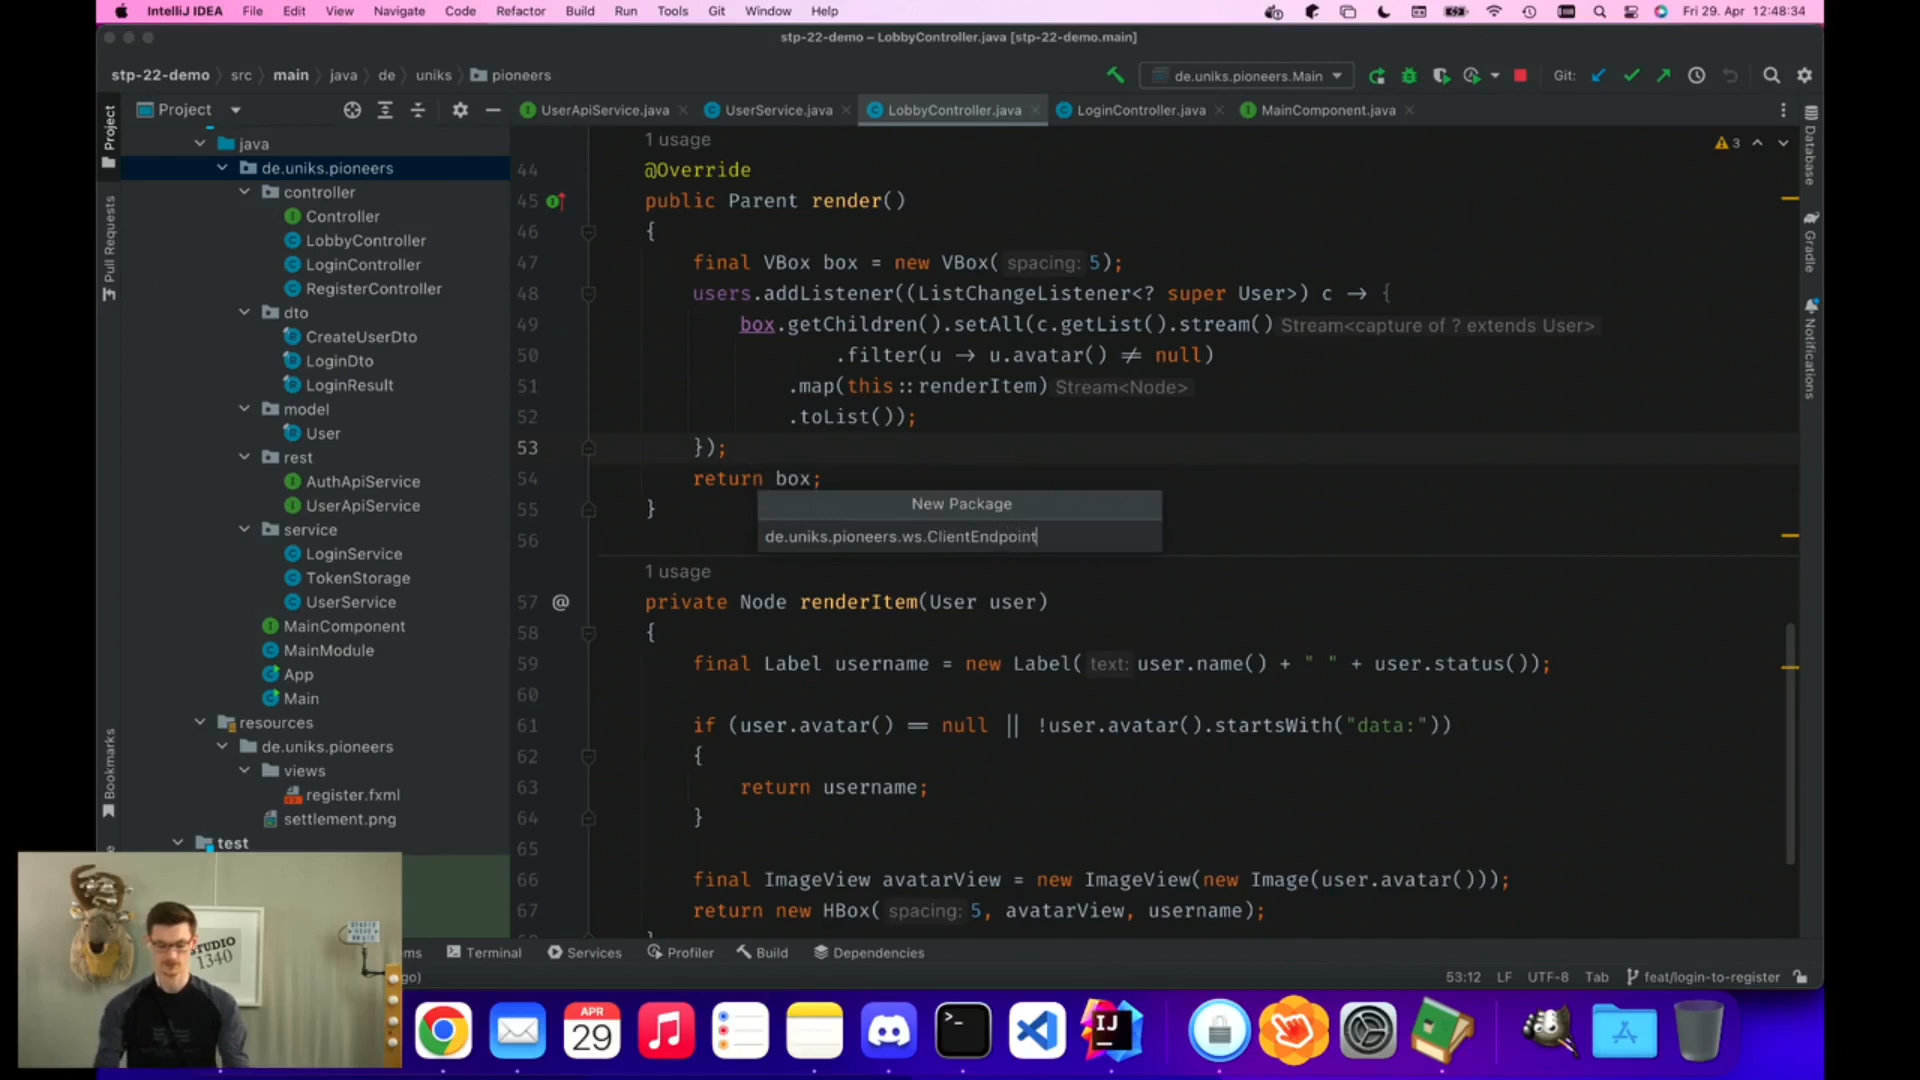 IntelliJ IDEA File Edit View Navigate Code Refactor Build Run Tools Git Window Help
Fri 29. Apr 12:48:34
stp-22-demo – LobbyController.java [stp-22-demo.main]
stp-22-demo src main java de uniks pioneers
de.uniks.pioneers.Main
Git:
Project
UserApiService.java UserService.java LobbyController.java LoginController.java MainComponent.java
Project
Pull Requests
Bookmarks
java
de.uniks.pioneers
controller
Controller
LobbyController
LoginController
RegisterController
dto
CreateUserDto
LoginDto
LoginResult
model
User
rest
AuthApiService
UserApiService
service
LoginService
TokenStorage
UserService
MainComponent
MainModule
App
Main
resources
de.uniks.pioneers
views
register.fxml
settlement.png
test
1 usage
3
44 @Override
45 public Parent render()
46 {
47 final VBox box = new VBox( spacing: 5);
48 users.addListener((ListChangeListener<? super User>) c → {
49 box.getChildren().setAll(c.getList().stream() Stream<capture of ? extends User>
50 .filter(u → u.avatar() ≠ null)
51 .map(this::renderItem) Stream<Node>
52 .toList());
53 });
54 return box;
55 }
56
New Package
de.uniks.pioneers.ws.ClientEndpoint
1 usage
57 @ private Node renderItem(User user)
58 {
59 final Label username = new Label( text: user.name() + " " + user.status());
60
61 if (user.avatar() == null || !user.avatar().startsWith("data:"))
62 {
63 return username;
64 }
65
66 final ImageView avatarView = new ImageView(new Image(user.avatar()));
67 return new HBox( spacing: 5, avatarView, username);
Database
Gradle
Notifications
ms Terminal Services Profiler Build Dependencies
go)
53:12 LF UTF-8 Tab feat/login-to-register
STUDIO
1340
APR
29
IJ